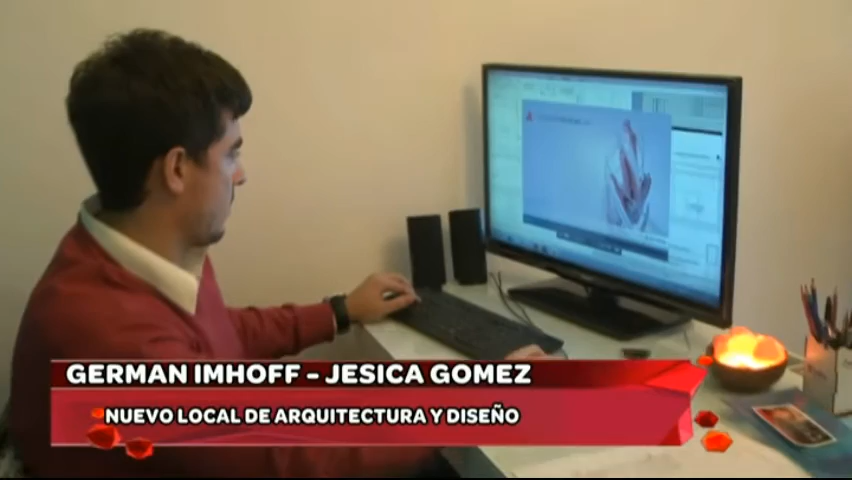 GERMAN IMHOFF - JESICA GOMEZ
NUEVO LOCAL DE ARQUITECTURA Y DISEÑO